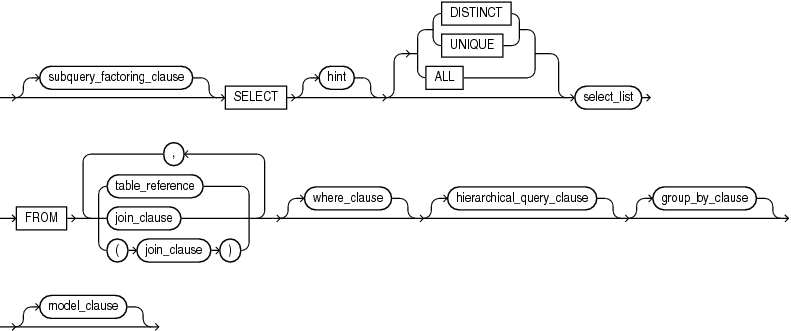 DISTINCT
UNIQUE
subquery_factoring_clause SELECT hint ALL select_list
,
table_reference
FROM join_clause where_clause hierarchical_query_clause group_by_clause
( join_clause )
model_clause